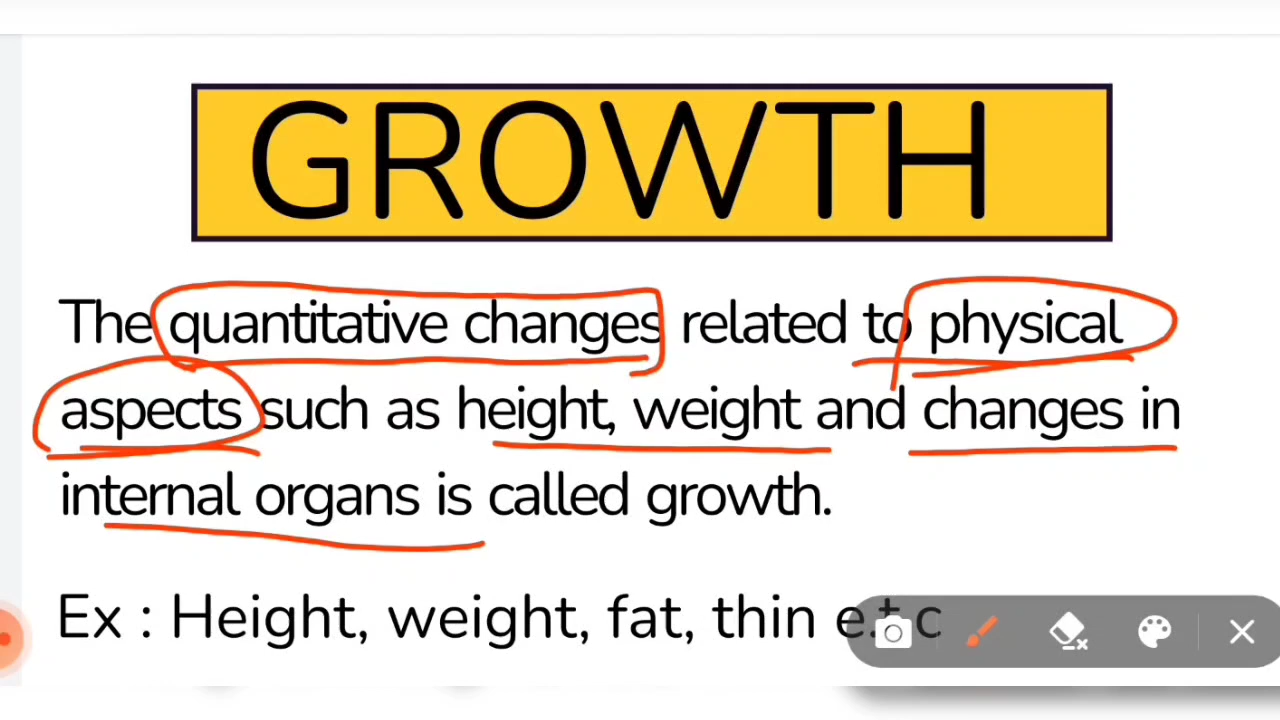 GROWTH
The quantitative changes related to physical
aspects such as height, weight and changes in
internal organs is called growth.
Ex : Height, weight, fat, thin e.t.c